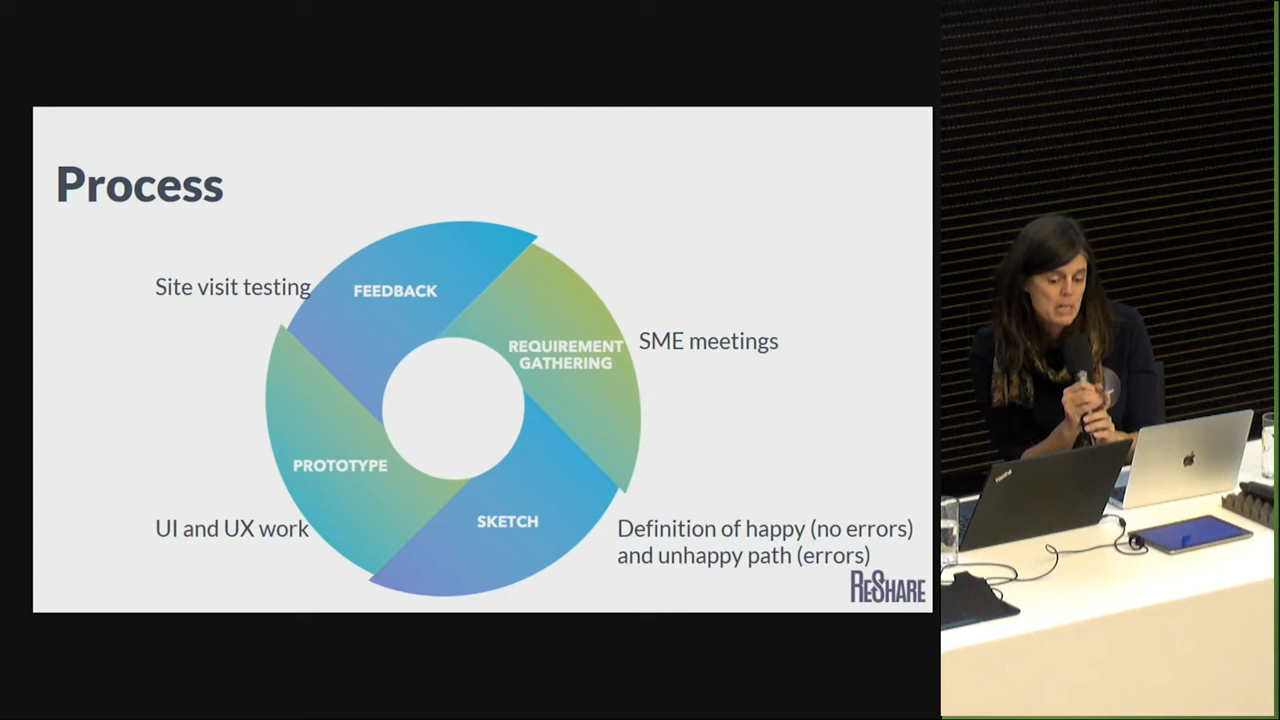 Process
Site visit testing
FEEDBACK
REQUIREMENT
GATHERING
SME meetings
PROTOTYPE
UI and UX work
SKETCH
Definition of happy (no errors)
and unhappy path (errors)
RESHARE